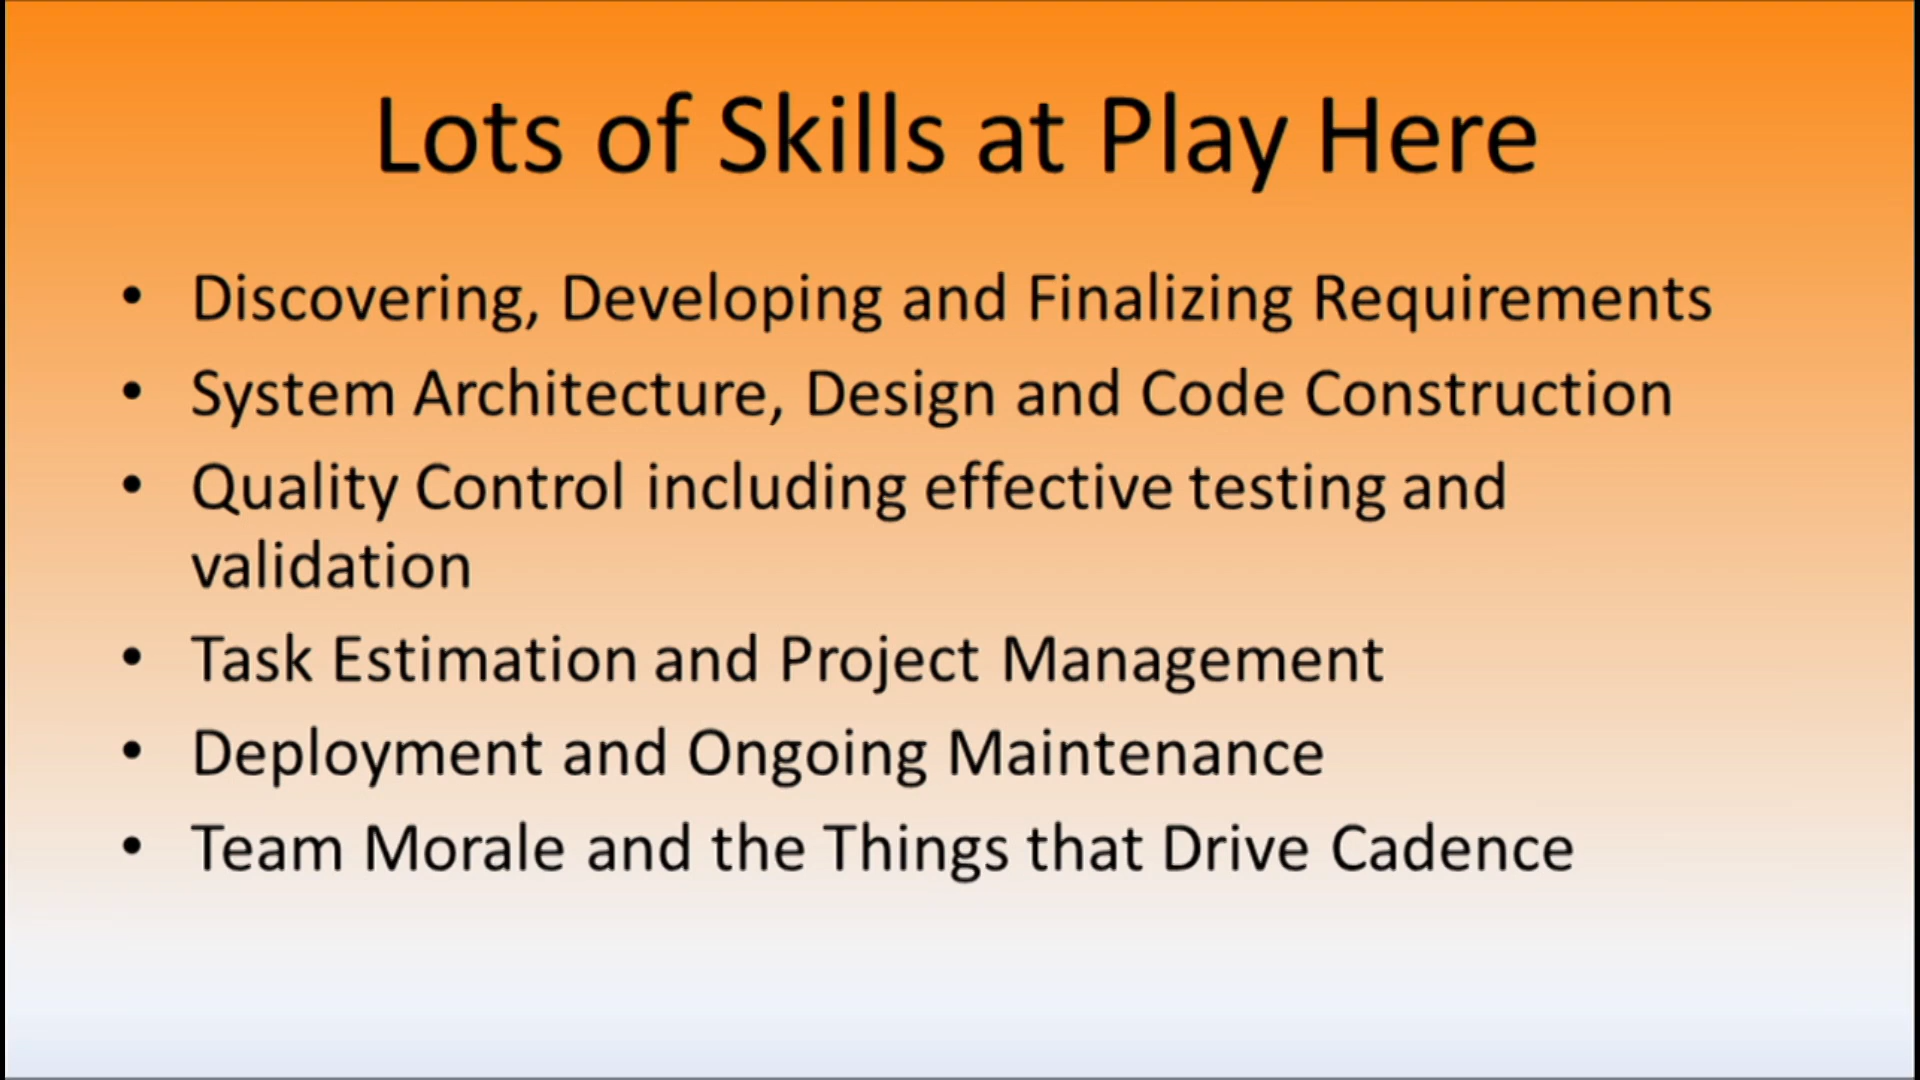 Lots of Skills at Play Here
• Discovering, Developing and Finalizing Requirements
• System Architecture, Design and Code Construction
• Quality Control including effective testing and
validation
• Task Estimation and Project Management
• Deployment and Ongoing Maintenance
• Team Morale and the Things that Drive Cadence